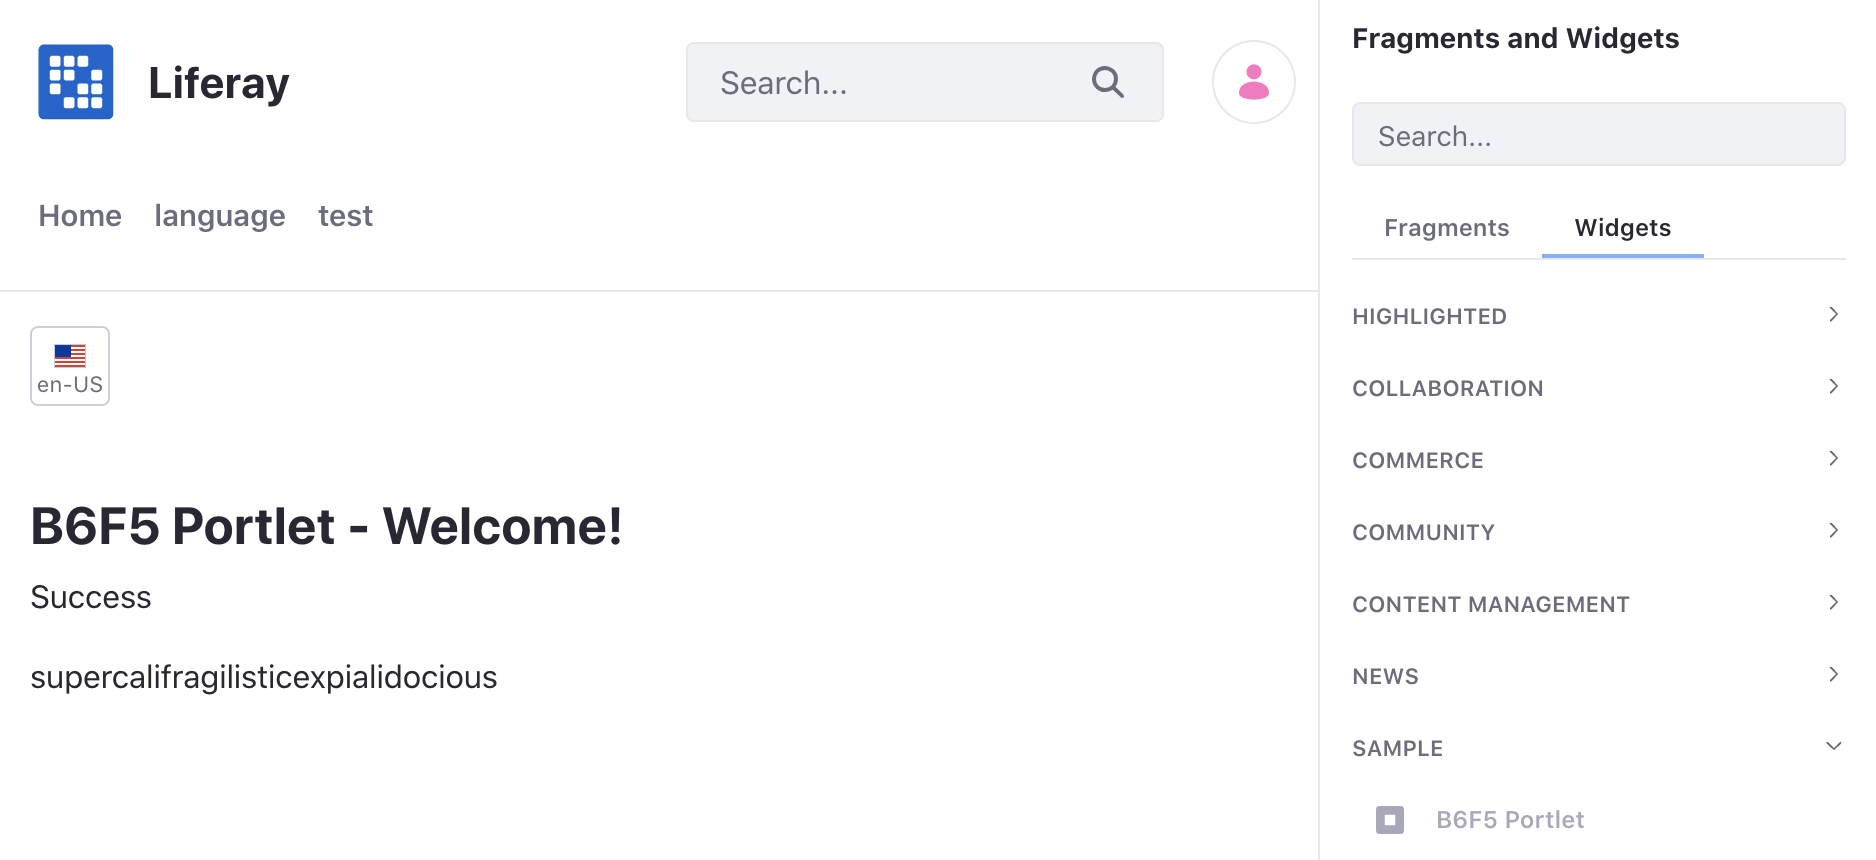 Liferay
Search...
Home language test
en-US
B6F5 Portlet - Welcome!
Success
supercalifragilisticexpialidocious
Fragments and Widgets
Search...
Fragments Widgets
HIGHLIGHTED
COLLABORATION
COMMERCE
COMMUNITY
CONTENT MANAGEMENT
NEWS
SAMPLE
B6F5 Portlet